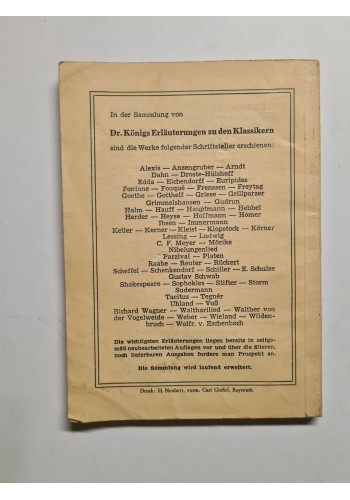 In der Sammlung von
Dr. Königs Erläuterungen zu den Klassikern
sind die Werke folgender Schriftsteller erschienen:
Alexis — Anzengruber — Arndt
Dahn — Droste-Hülshoff
Edda — Eichendorff — Euripides
Fontane — Fouqué — Frenssen — Freytag
Goethe — Gotthelf — Griese — Grillparzer
Grimmelshausen — Gudrun
Halm — Hauff — Hauptmann — Hebbel
Herder — Heyse — Hoffmann — Homer
Ibsen — Immermann
Keller — Kerner — Kleist — Klopstock — Körner
Lessing — Ludwig
C. F. Meyer — Mörike
Nibelungenlied
Parzival — Platen
Raabe — Reuter — Rückert
Scheffel — Schenkendorf — Schiller — E. Schulze
Gustav Schwab
Shakespeare — Sophokles — Stifter — Storm
Sudermann
Tacitus — Tegnér
Uhland — Voß
Richard Wagner — Waltharilied — Walther von
der Vogelweide — Weber — Wieland — Wilden-
bruch — Wolfr. v. Eschenbach
Die wichtigsten Erläuterungen liegen bereits in zeitge-
mäß neubearbeiteten Auflagen vor und über die älteren,
noch lieferbaren Ausgaben fordere man Prospekt an.
Die Sammlung wird laufend erweitert.
Druck: H. Neubert, vorm. Carl Gießel, Bayreuth